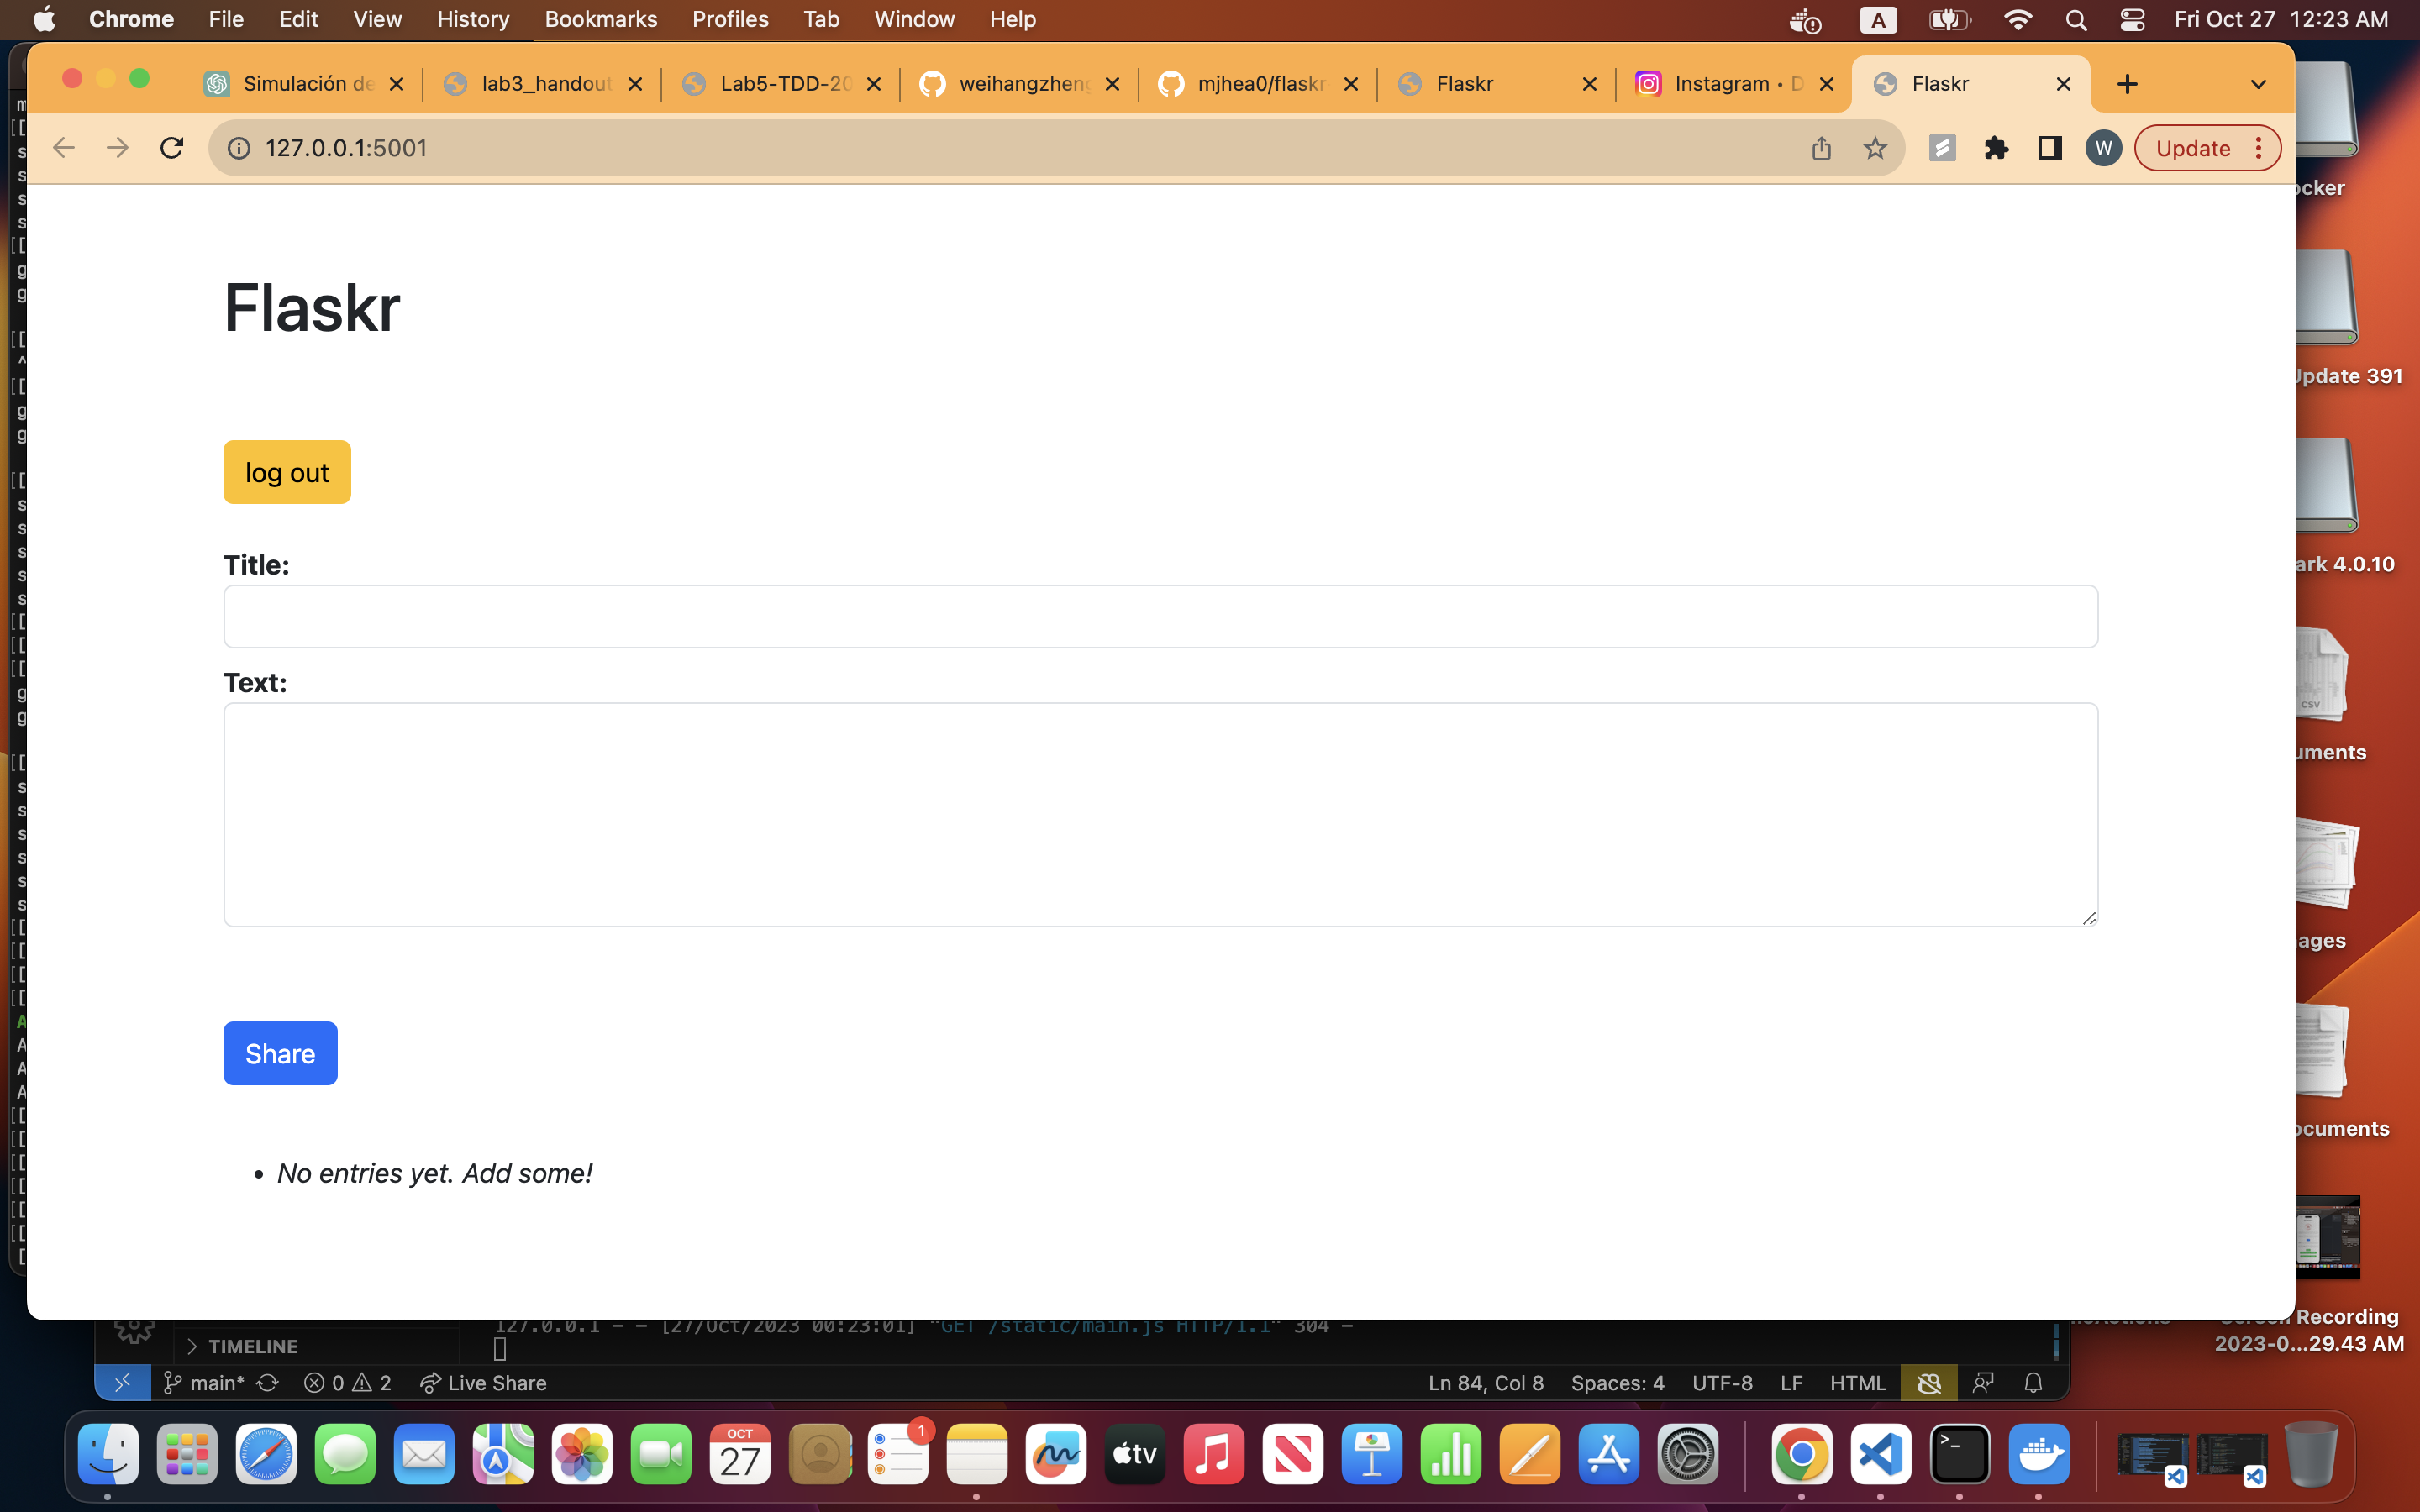 Chrome File Edit View History Bookmarks Profiles Tab Window Help A Fri Oct 27 12:23 AM
Simulación de lab3_handout Lab5-TDD-20 weihangzheng mjhea0/flaskr Flaskr Instagram • D Flaskr
127.0.0.1:5001 W Update
Flaskr
log out
Title:
Text:
Share
• No entries yet. Add some!
ocker
Update 391
ark 4.0.10
CSV
uments
ages
ocuments
Screen Recording
2023-0...29.43 AM
127.0.0.1 - - [27/Oct/2023 00:23:01] "GET /static/main.js HTTP/1.1" 304 -
TIMELINE
main* 0 2 Live Share Ln 84, Col 8 Spaces: 4 UTF-8 LF HTML
OCT
27
1
tv